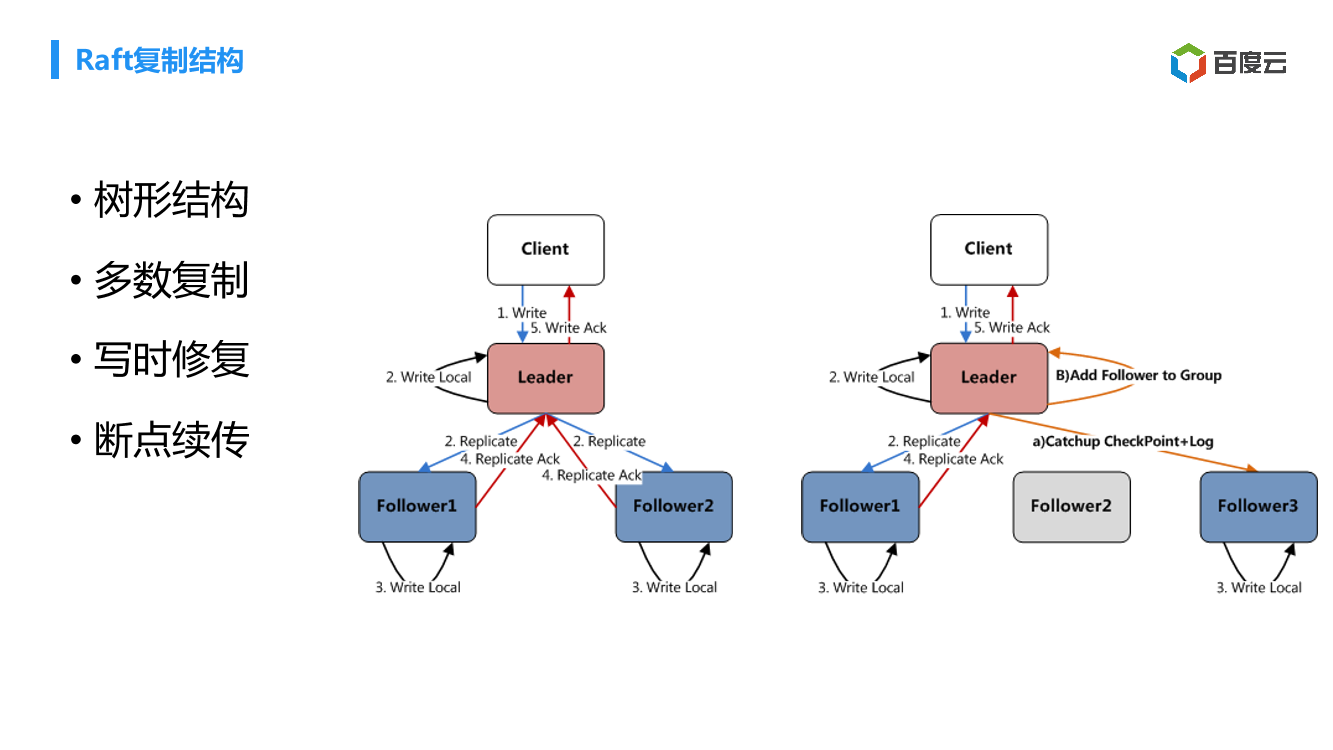 Raft复制结构
百度云
• 树形结构
• 多数复制
• 写时修复
• 断点续传
Client
1. Write
5. Write Ack
2. Write Local
Leader
2. Replicate
2. Replicate
4. Replicate Ack
4. Replicate Ack
Follower1
Follower2
3. Write Local
3. Write Local
Client
1. Write
5. Write Ack
2. Write Local
Leader
B)Add Follower to Group
2. Replicate
a)Catchup CheckPoint+Log
4. Replicate Ack
Follower1
Follower2
Follower3
3. Write Local
3. Write Local